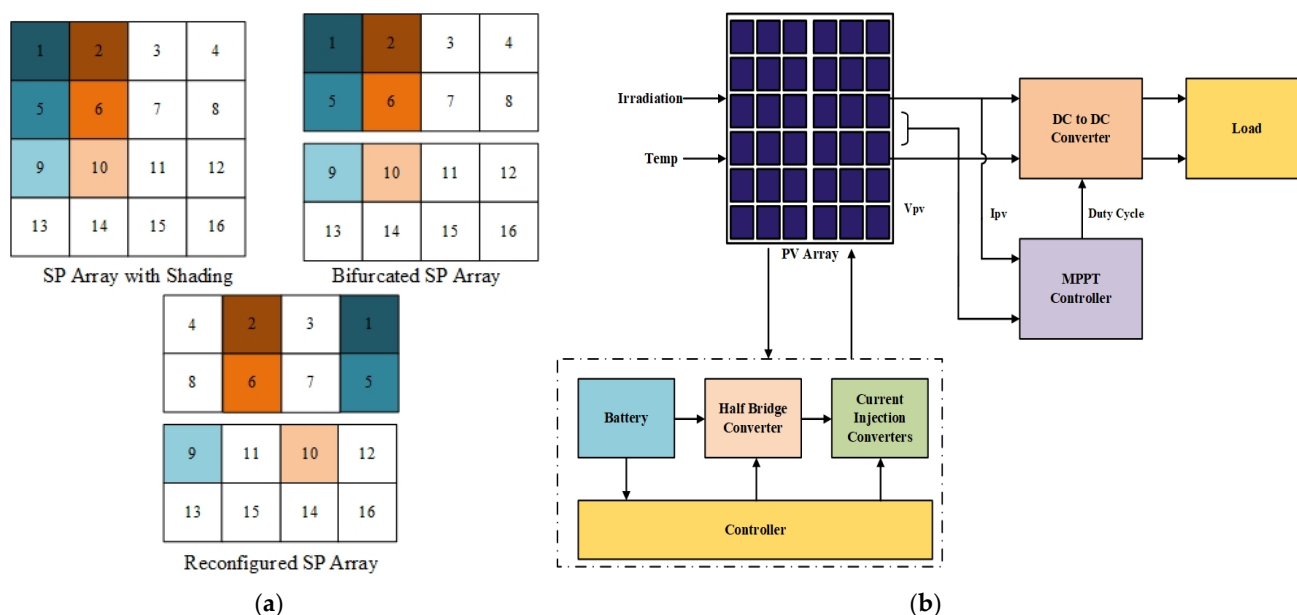 1 2 3 4
5 6 7 8
9 10 11 12
13 14 15 16
SP Array with Shading
1 2 3 4
5 6 7 8
9 10 11 12
13 14 15 16
Bifurcated SP Array
4 2 3 1
8 6 7 5
9 11 10 12
13 15 14 16
Reconfigured SP Array
(a)
Irradiation
Temp
PV Array
Vpv
Ipv
DC to DC
Converter
Load
Duty Cycle
MPPT
Controller
Battery
Half Bridge
Converter
Current
Injection
Converters
Controller
(b)